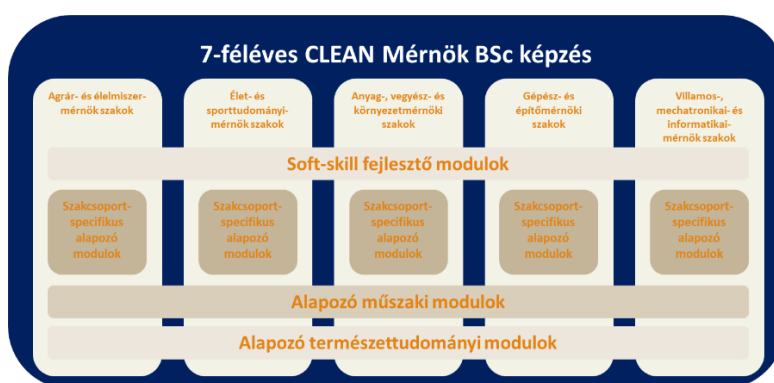 7-féléves CLEAN Mérnök BSc képzés
Agrár- és élelmiszer-
mérnök szakok
Élet- és
sporttudományi-
mérnök szakok
Anyag-, vegyész- és
környezetmérnöki
szakok
Gépész- és
építőmérnöki
szakok
Villamos-,
mechatronikai- és
informatikai-
mérnök szakok
Soft-skill fejlesztő modulok
Szakcsoport-
specifikus
alapozó
modulok
Szakcsoport-
specifikus
alapozó
modulok
Szakcsoport-
specifikus
alapozó
modulok
Szakcsoport-
specifikus
alapozó
modulok
Szakcsoport-
specifikus
alapozó
modulok
Alapozó műszaki modulok
Alapozó természettudományi modulok